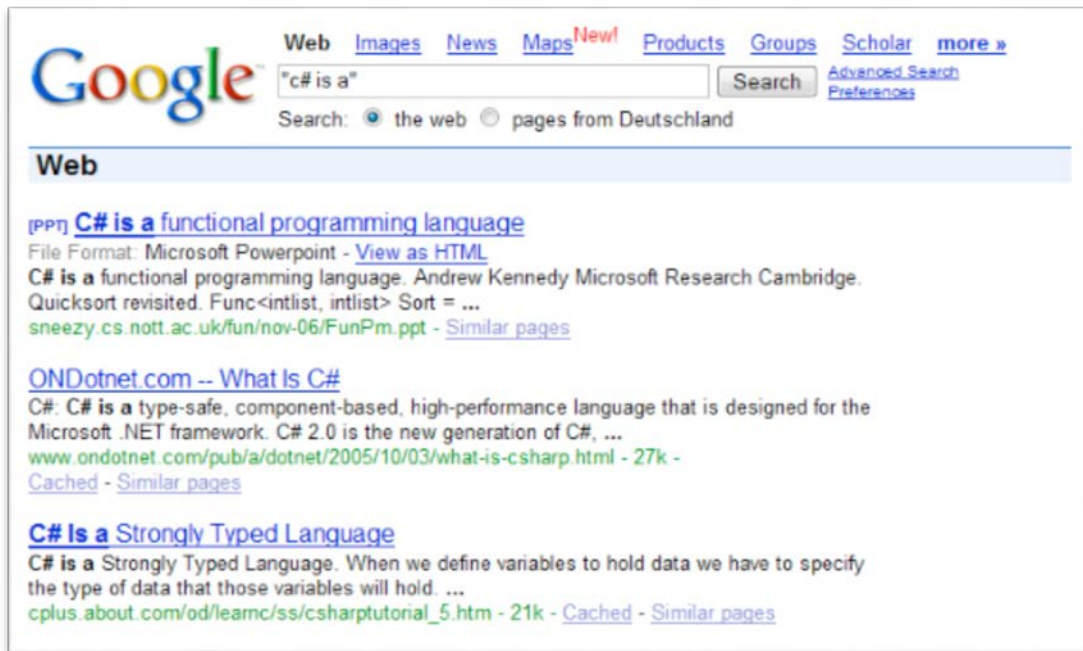 Google™
Web Images News Maps New! Products Groups Scholar more »
"c# is a" Search Advanced Search
Preferences
Search: the web pages from Deutschland
Web
[PPT] C# is a functional programming language
File Format: Microsoft Powerpoint - View as HTML
C# is a functional programming language. Andrew Kennedy Microsoft Research Cambridge.
Quicksort revisited. Func<intlist, intlist> Sort = ...
sneezy.cs.nott.ac.uk/fun/nov-06/FunPm.ppt - Similar pages
ONDotnet.com -- What Is C#
C#: C# is a type-safe, component-based, high-performance language that is designed for the
Microsoft .NET framework. C# 2.0 is the new generation of C#, ...
www.ondotnet.com/pub/a/dotnet/2005/10/03/what-is-csharp.html - 27k -
Cached - Similar pages
C# Is a Strongly Typed Language
C# is a Strongly Typed Language. When we define variables to hold data we have to specify
the type of data that those variables will hold. ...
cplus.about.com/od/learnc/ss/csharptutorial_5.htm - 21k - Cached - Similar pages